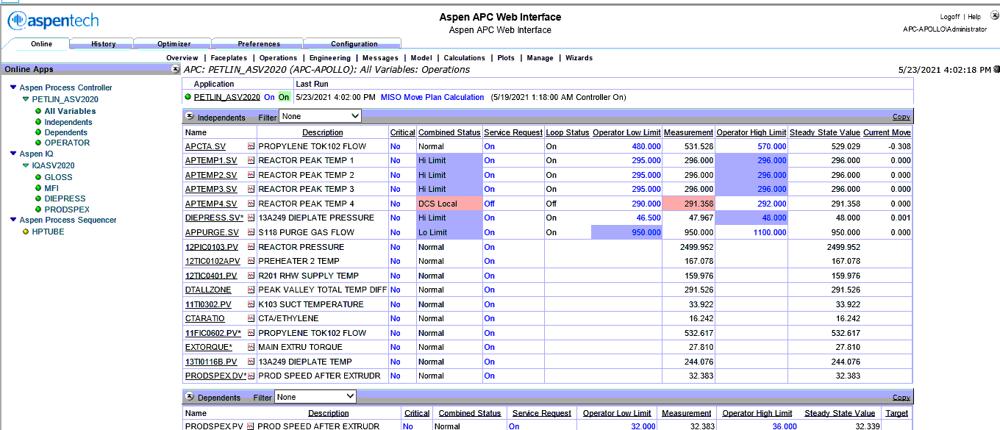 aspentech
Aspen APC Web Interface
Aspen APC Web Interface
Logoff | Help
APC-APOLLO\Administrator
Online History Optimizer Preferences Configuration
Overview | Faceplates | Operations | Engineering | Messages | Model | Calculations | Plots | Manage | Wizards
Online Apps
APC: PETLIN_ASV2020 (APC-APOLLO): All Variables: Operations
5/23/2021 4:02:18 PM
Aspen Process Controller
PETLIN_ASV2020
All Variables
Independents
Dependents
OPERATOR
Aspen IQ
IQASV2020
GLOSS
MFI
DIEPRESS
PRODSPEX
Aspen Process Sequencer
HPTUBE
Application Last Run
PETLIN_ASV2020 On On 5/23/2021 4:02:00 PM MISO Move Plan Calculation (5/19/2021 1:18:00 AM Controller On)
Independents Filter None Copy
Name Description Critical Combined Status Service Request Loop Status Operator Low Limit Measurement Operator High Limit Steady State Value Current Move
APCTA.SV PROPYLENE TOK102 FLOW No Normal On On 480.000 531.528 570.000 529.029 -0.308
APTEMP1.SV REACTOR PEAK TEMP 1 No Hi Limit On On 295.000 296.000 296.000 296.000 0.000
APTEMP2.SV REACTOR PEAK TEMP 2 No Hi Limit On On 295.000 296.000 296.000 296.000 0.000
APTEMP3.SV REACTOR PEAK TEMP 3 No Hi Limit On On 295.000 296.000 296.000 296.000 0.000
APTEMP4.SV REACTOR PEAK TEMP 4 No DCS Local Off Off 290.000 291.358 292.000 291.358 0.000
DIEPRESS.SV* 13A249 DIEPLATE PRESSURE No Hi Limit On On 46.500 47.967 48.000 48.000 0.001
APPURGE.SV S118 PURGE GAS FLOW No Lo Limit On On 950.000 950.000 1100.000 950.000 0.000
12PIC0103.PV REACTOR PRESSURE No Normal On 2499.952 2499.952
12TIC0102APV PREHEATER 2 TEMP No Normal On 167.078 167.078
12TIC0401.PV R201 RHW SUPPLY TEMP No Normal On 159.976 159.976
DTALLZONE PEAK VALLEY TOTAL TEMP DIFF No Normal On 291.526 291.526
11TI0302.PV K103 SUCT TEMPERATURE No Normal On 33.922 33.922
CTARATIO CTA/ETHYLENE No Normal On 16.242 16.242
11FIC0602.PV* PROPYLENE TOK102 FLOW No Normal On 532.617 532.617
EXTORQUE* MAIN EXTRU TORQUE No Normal On 27.810 27.810
13TI0116B.PV 13A249 DIEPLATE TEMP No Normal On 244.076 244.076
PRODSPEX.DV* PROD SPEED AFTER EXTRUDR No Normal On 32.383 32.383
Dependents Filter None Copy
Name Description Critical Combined Status Service Request Operator Low Limit Measurement Operator High Limit Steady State Value Target
PRODSPEX.PV PROD SPEED AFTER EXTRUDR No Normal On 32.000 32.383 36.000 32.339